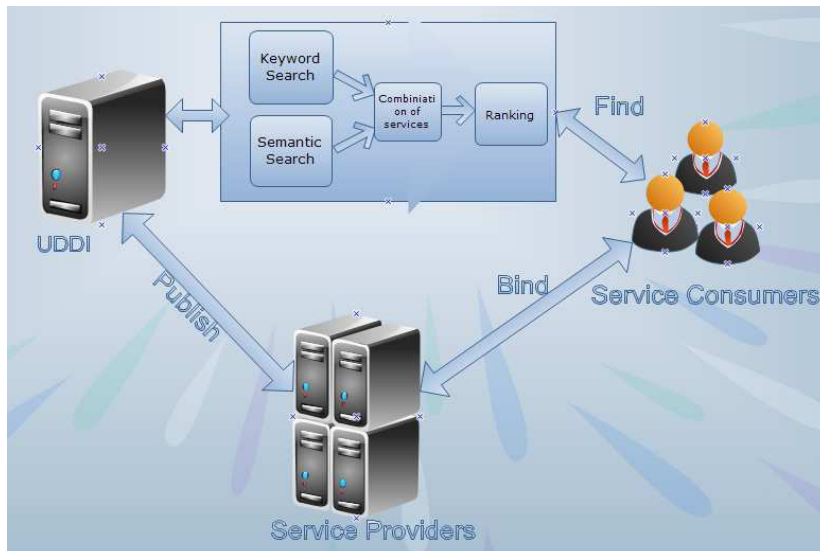 Keyword
Search
Semantic
Search
Combiniati
on of
services
Ranking
Find
UDDI
Publish
Bind
Service Consumers
Service Providers